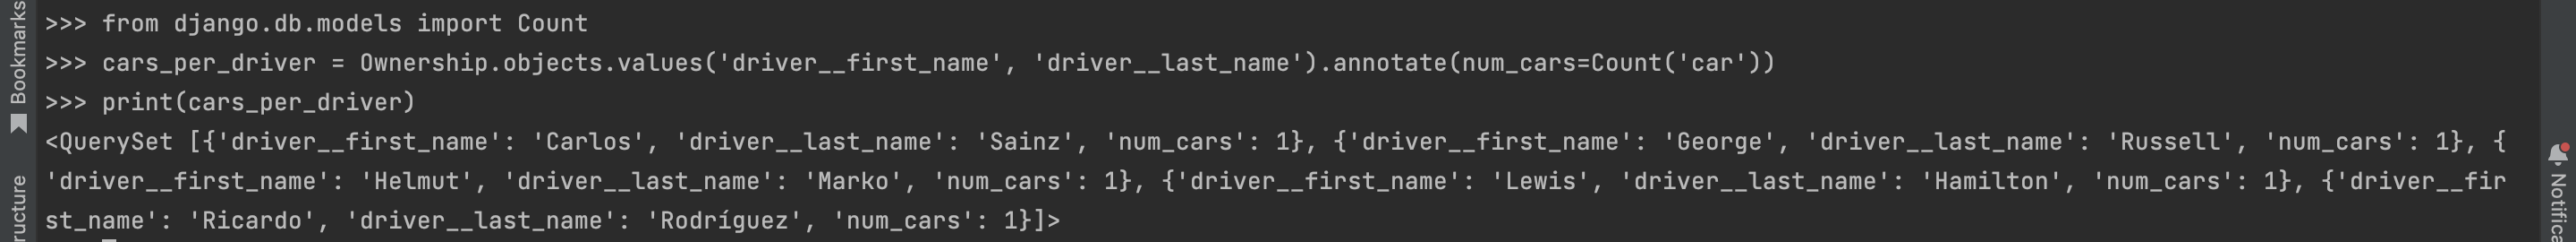 Bookmarks
ructure
>>> from django.db.models import Count
>>> cars_per_driver = Ownership.objects.values('driver__first_name', 'driver__last_name').annotate(num_cars=Count('car'))
>>> print(cars_per_driver)
<QuerySet [{'driver__first_name': 'Carlos', 'driver__last_name': 'Sainz', 'num_cars': 1}, {'driver__first_name': 'George', 'driver__last_name': 'Russell', 'num_cars': 1}, {
'driver__first_name': 'Helmut', 'driver__last_name': 'Marko', 'num_cars': 1}, {'driver__first_name': 'Lewis', 'driver__last_name': 'Hamilton', 'num_cars': 1}, {'driver__fir
st_name': 'Ricardo', 'driver__last_name': 'Rodríguez', 'num_cars': 1}]>
Notifica